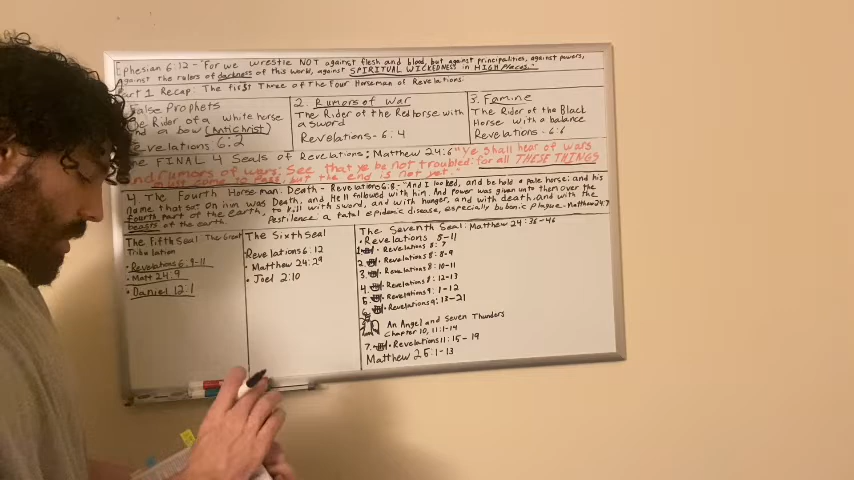 Ephesian 6:12 - "For we wrestle NOT against flesh and blood, but against principalities, against powers,
against the rulers of darkness of this world, against SPIRITUAL WICKEDNESS in HIGH Places."
Part 1 Recap: The first Three of The Four Horseman of Revelations:
False Prophets
The Rider of a white horse
and a bow (Antichrist)
Revelations 6:2
2. Rumors of War
The Rider of the Red horse with
a sword
Revelations - 6:4
3. Famine
The Rider of the Black
Horse with a balance
Revelations - 6:6
The FINAL 4 Seals of Revelations: Matthew 24:6 "Ye shall hear of wars
And rumors of wars: See that ye be not troubled: for all THESE THINGS
must come to pass, but the end is not yet."
4 The Fourth Horseman: Death - Revelations 6:8 - "And I looked, and behold a pale horse: and his
name that sat on him was Death, and Hell followed with him. And Power was given unto them over the
fourth part of the earth, to kill with sword, and with hunger, and with death, and with the
beasts of the earth. Pestilence a fatal epidemic disease, especially bubonic plague. - Matthew 24:7
The Fifth Seal: The Great
Tribulation
• Revelations 6:9-11
• Matt 24:9
• Daniel 12:1
The Sixth Seal
Revelations 6:12
• Matthew 24:29
• Joel 2:10
The Seventh Seal: Matthew 24:36-46
• Revelations 8-11
1. • Revelations 8:7
2. • Revelations 8:8-9
3. • Revelations 8:10-11
4. • Revelations 8:12-13
5. • Revelations 9:1-12
6. • Revelations 9:13-21
An Angel and Seven Thunders
Chapter 10, 11:1-14
7. • Revelations 11:15-19
Matthew 25:1-13